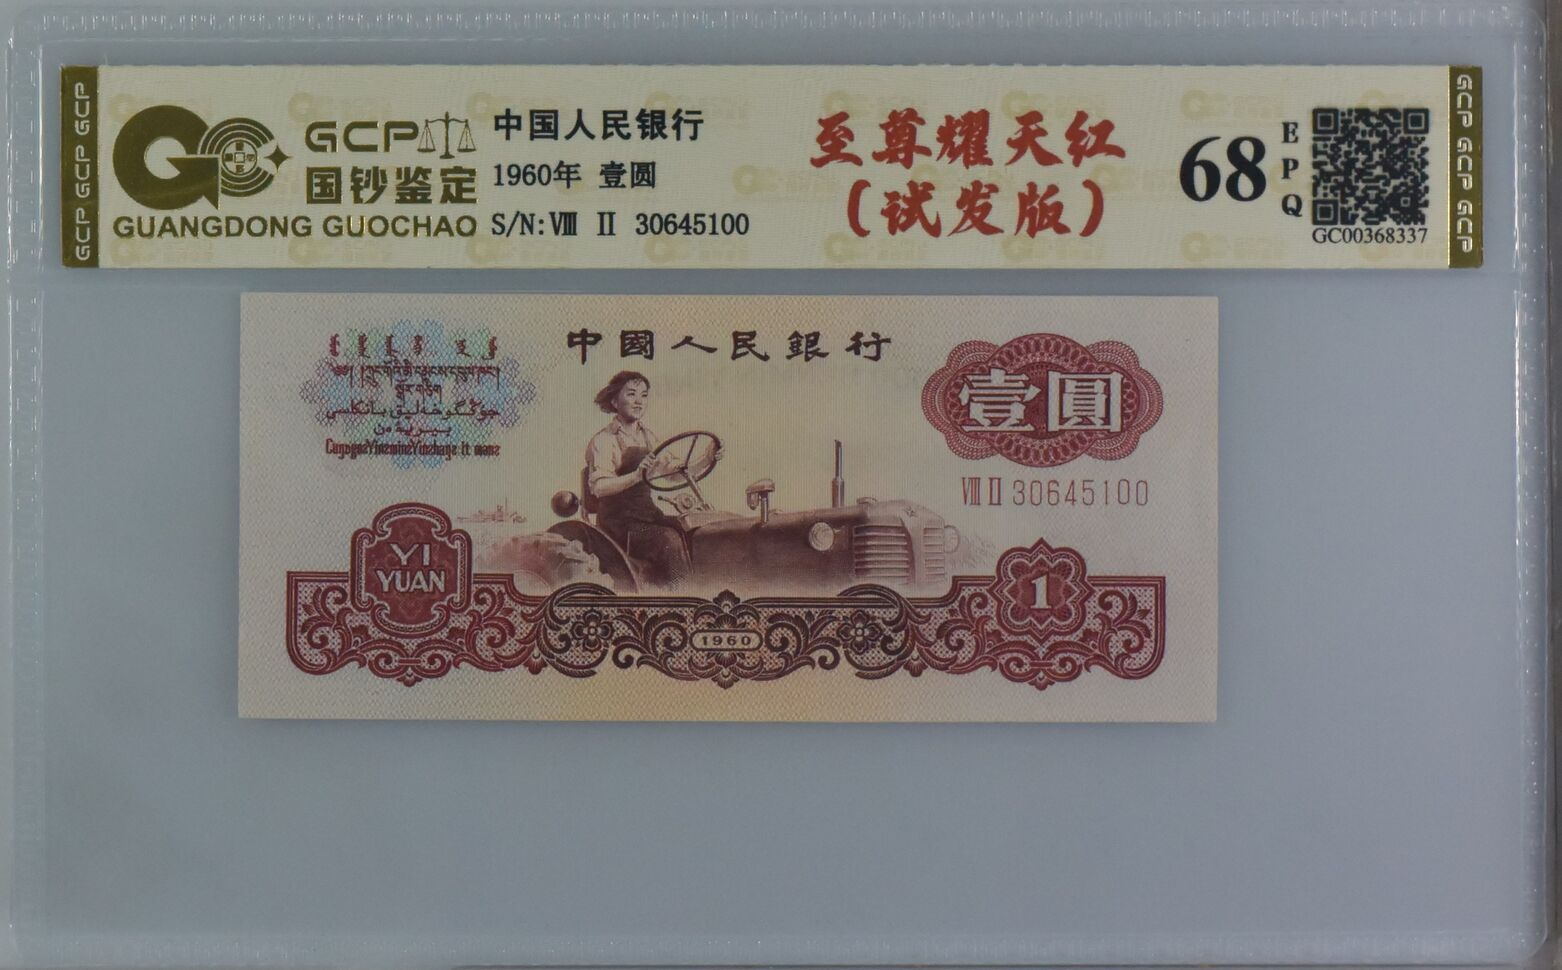 GCP GCP GCP
GCP
国钞鉴定
GUANGDONG GUOCHAO
中国人民银行
1960年 壹圆
S/N: Ⅷ Ⅱ 30645100
至尊耀天红
(试发版)
68
EPQ
GC00368337
GCP GCP GCP
中國人民銀行
壹圓
Ⅷ Ⅱ 30645100
YI
YUAN
1960
1